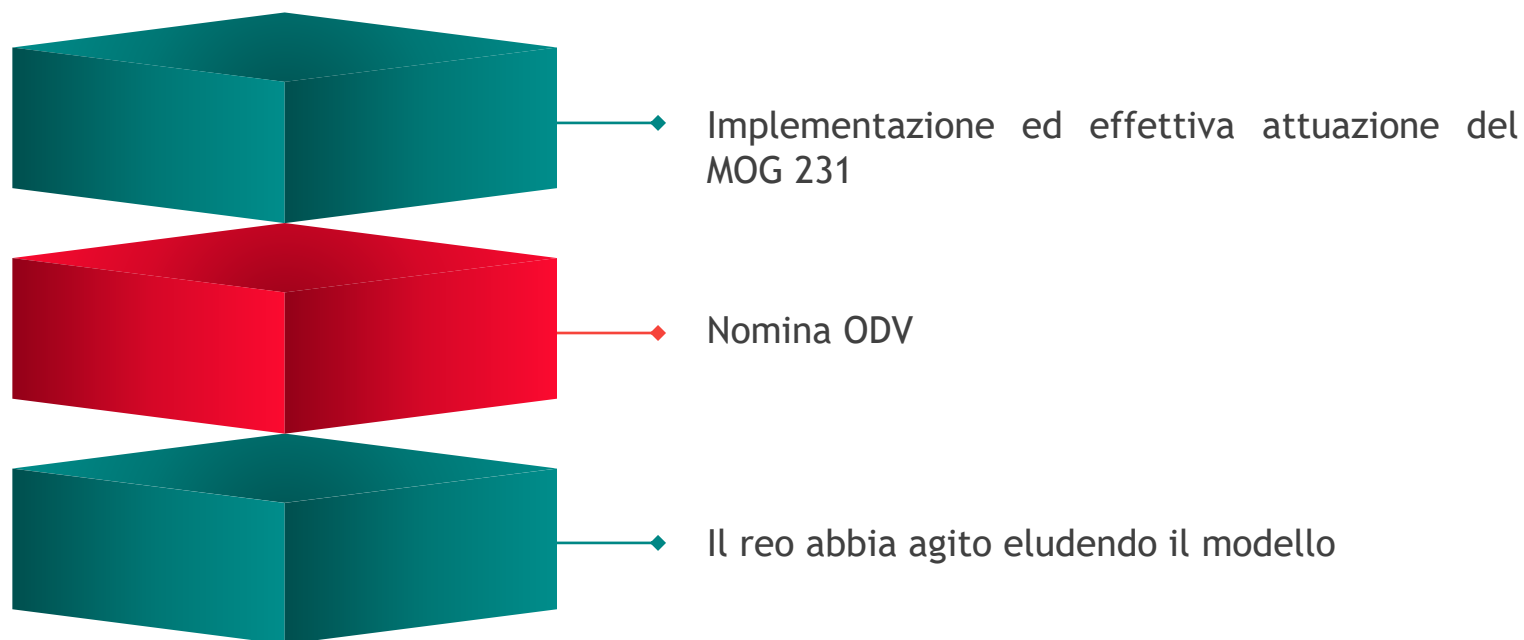 Implementazione ed effettiva attuazione del
MOG 231
Nomina ODV
Il reo abbia agito eludendo il modello